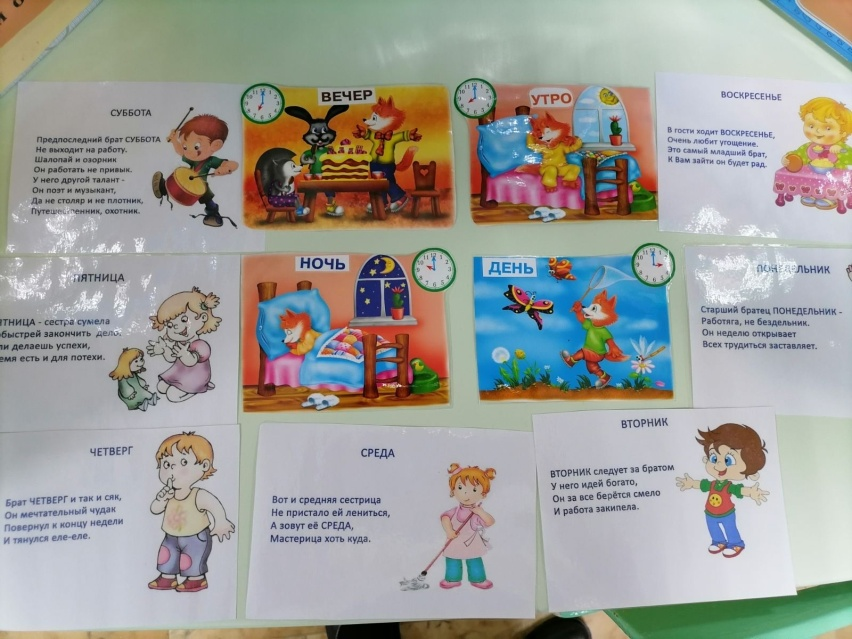 СУББОТА
Предпоследний брат СУББОТА
Не выходит на работу.
Шалопай и озорник
Он работать не привык.
У него другой талант -
Он поэт и музыкант,
Да не столяр и не плотник,
Путешественник, охотник.
ВЕЧЕР
УТРО
ВОСКРЕСЕНЬЕ
В гости ходит ВОСКРЕСЕНЬЕ,
Очень любит угощение.
Это самый младший брат,
К Вам зайти он будет рад.
ПЯТНИЦА
ЯТНИЦА - сестра сумела
быстрей закончить дело.
ли делаешь успехи,
емя есть и для потехи.
НОЧЬ
ДЕНЬ
ПОНЕДЕЛЬНИК
Старший братец ПОНЕДЕЛЬНИК -
Работяга, не бездельник.
Он неделю открывает
Всех трудиться заставляет.
ЧЕТВЕРГ
Брат ЧЕТВЕРГ и так и сяк,
Он мечтательный чудак
Повернул к концу недели
И тянулся еле-еле.
СРЕДА
Вот и средняя сестрица
Не пристало ей лениться,
А зовут её СРЕДА,
Мастерица хоть куда.
ВТОРНИК
ВТОРНИК следует за братом
У него идей богато,
Он за все берётся смело
И работа закипела.